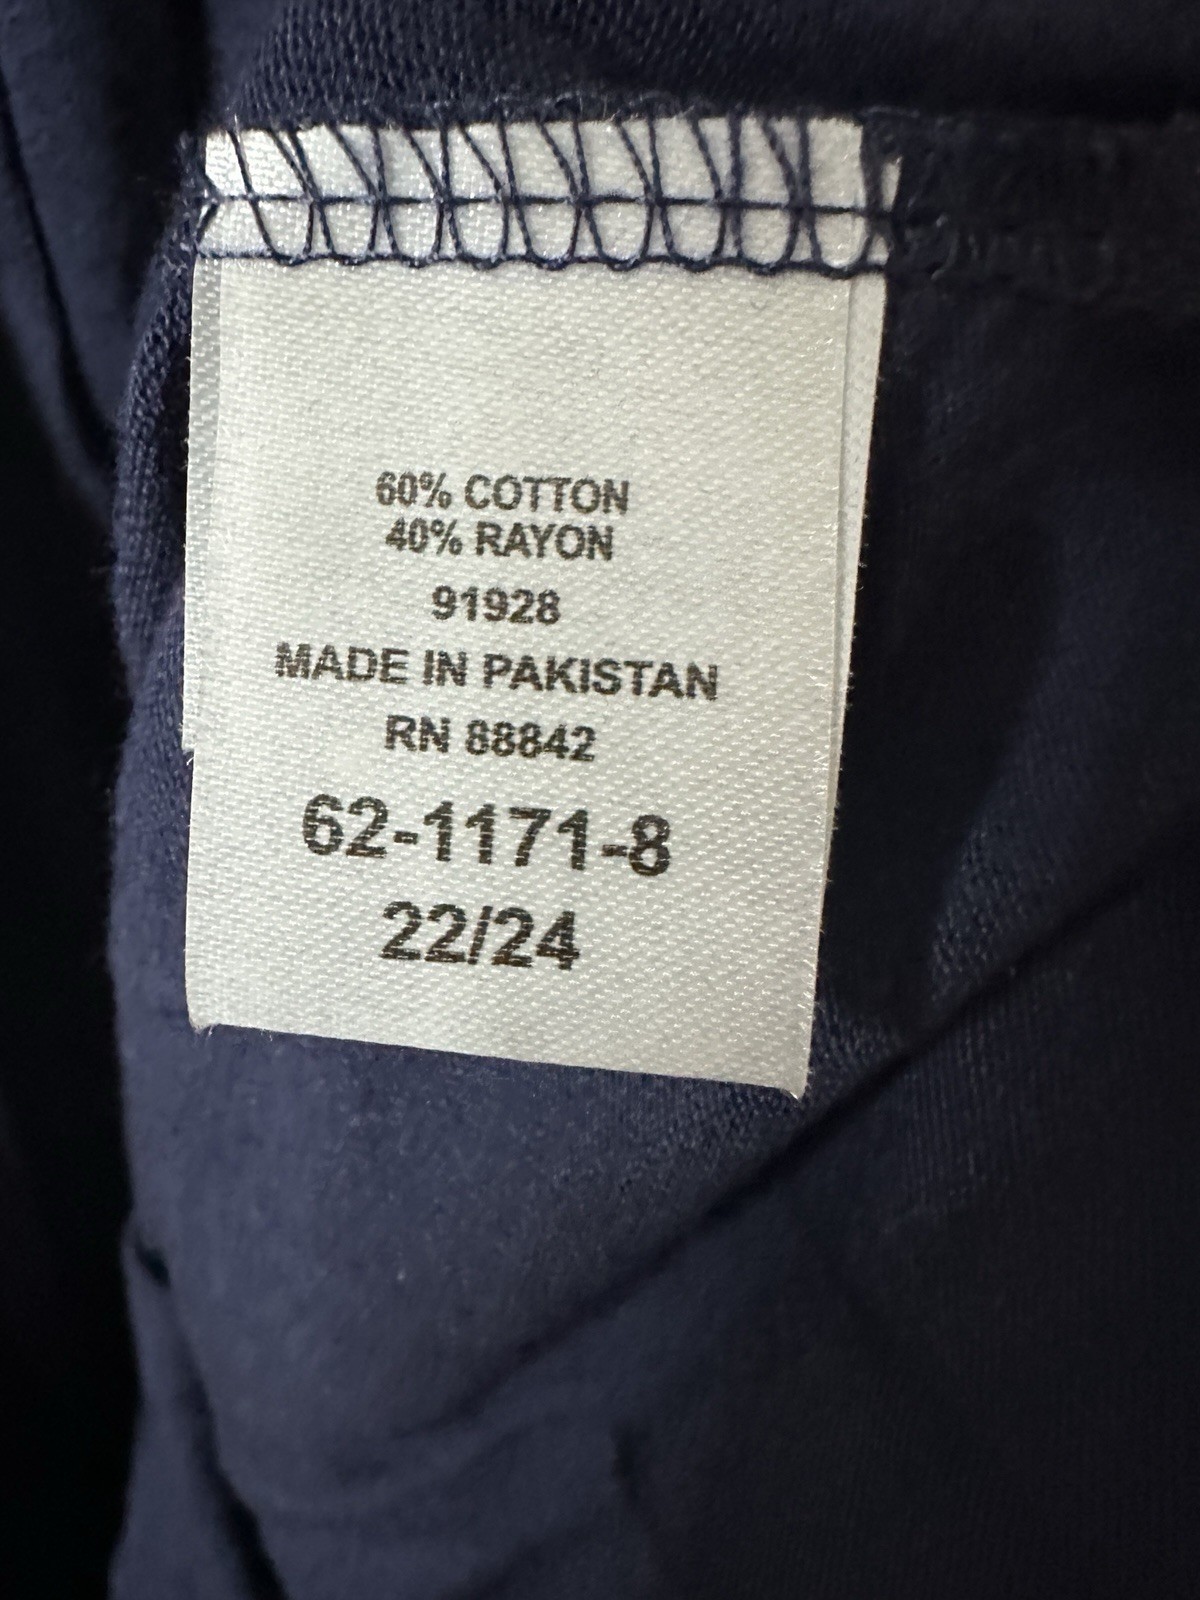 60% COTTON
40% RAYON
91928
MADE IN PAKISTAN
RN 88842
62-1171-8
22/24